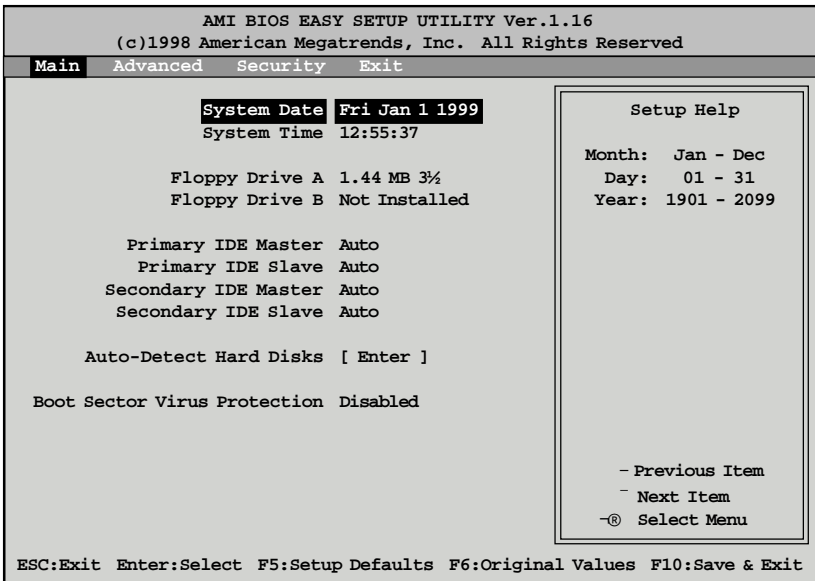 AMI BIOS EASY SETUP UTILITY Ver.1.16
(c)1998 American Megatrends, Inc. All Rights Reserved
Main Advanced Security Exit
System Date Fri Jan 1 1999
System Time 12:55:37
Floppy Drive A 1.44 MB 3½
Floppy Drive B Not Installed
Primary IDE Master Auto
Primary IDE Slave Auto
Secondary IDE Master Auto
Secondary IDE Slave Auto
Auto-Detect Hard Disks [ Enter ]
Boot Sector Virus Protection Disabled
Setup Help
Month: Jan - Dec
Day: 01 - 31
Year: 1901 - 2099
– Previous Item
¯ Next Item
¬® Select Menu
ESC:Exit Enter:Select F5:Setup Defaults F6:Original Values F10:Save & Exit